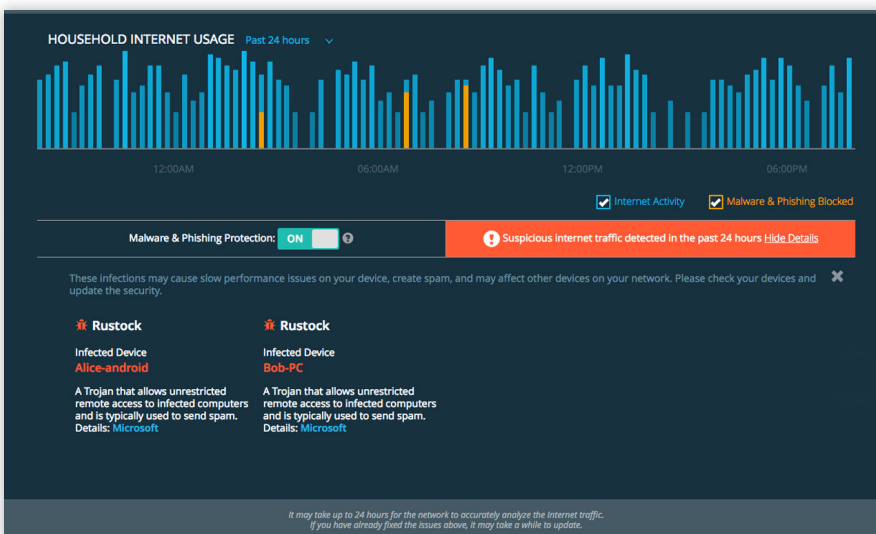 HOUSEHOLD INTERNET USAGE Past 24 hours
12:00AM 06:00AM 12:00PM 06:00PM
Internet Activity Malware & Phishing Blocked
Malware & Phishing Protection: ON ? ! Suspicious internet traffic detected in the past 24 hours Hide Details
These infections may cause slow performance issues on your device, create spam, and may affect other devices on your network. Please check your devices and
update the security.
Rustock Rustock
Infected Device Infected Device
Alice-android Bob-PC
A Trojan that allows unrestricted A Trojan that allows unrestricted
remote access to infected computers remote access to infected computers
and is typically used to send spam. and is typically used to send spam.
Details: Microsoft Details: Microsoft
It may take up to 24 hours for the network to accurately analyze the Internet traffic.
If you have already fixed the issues above, it may take a while to update.